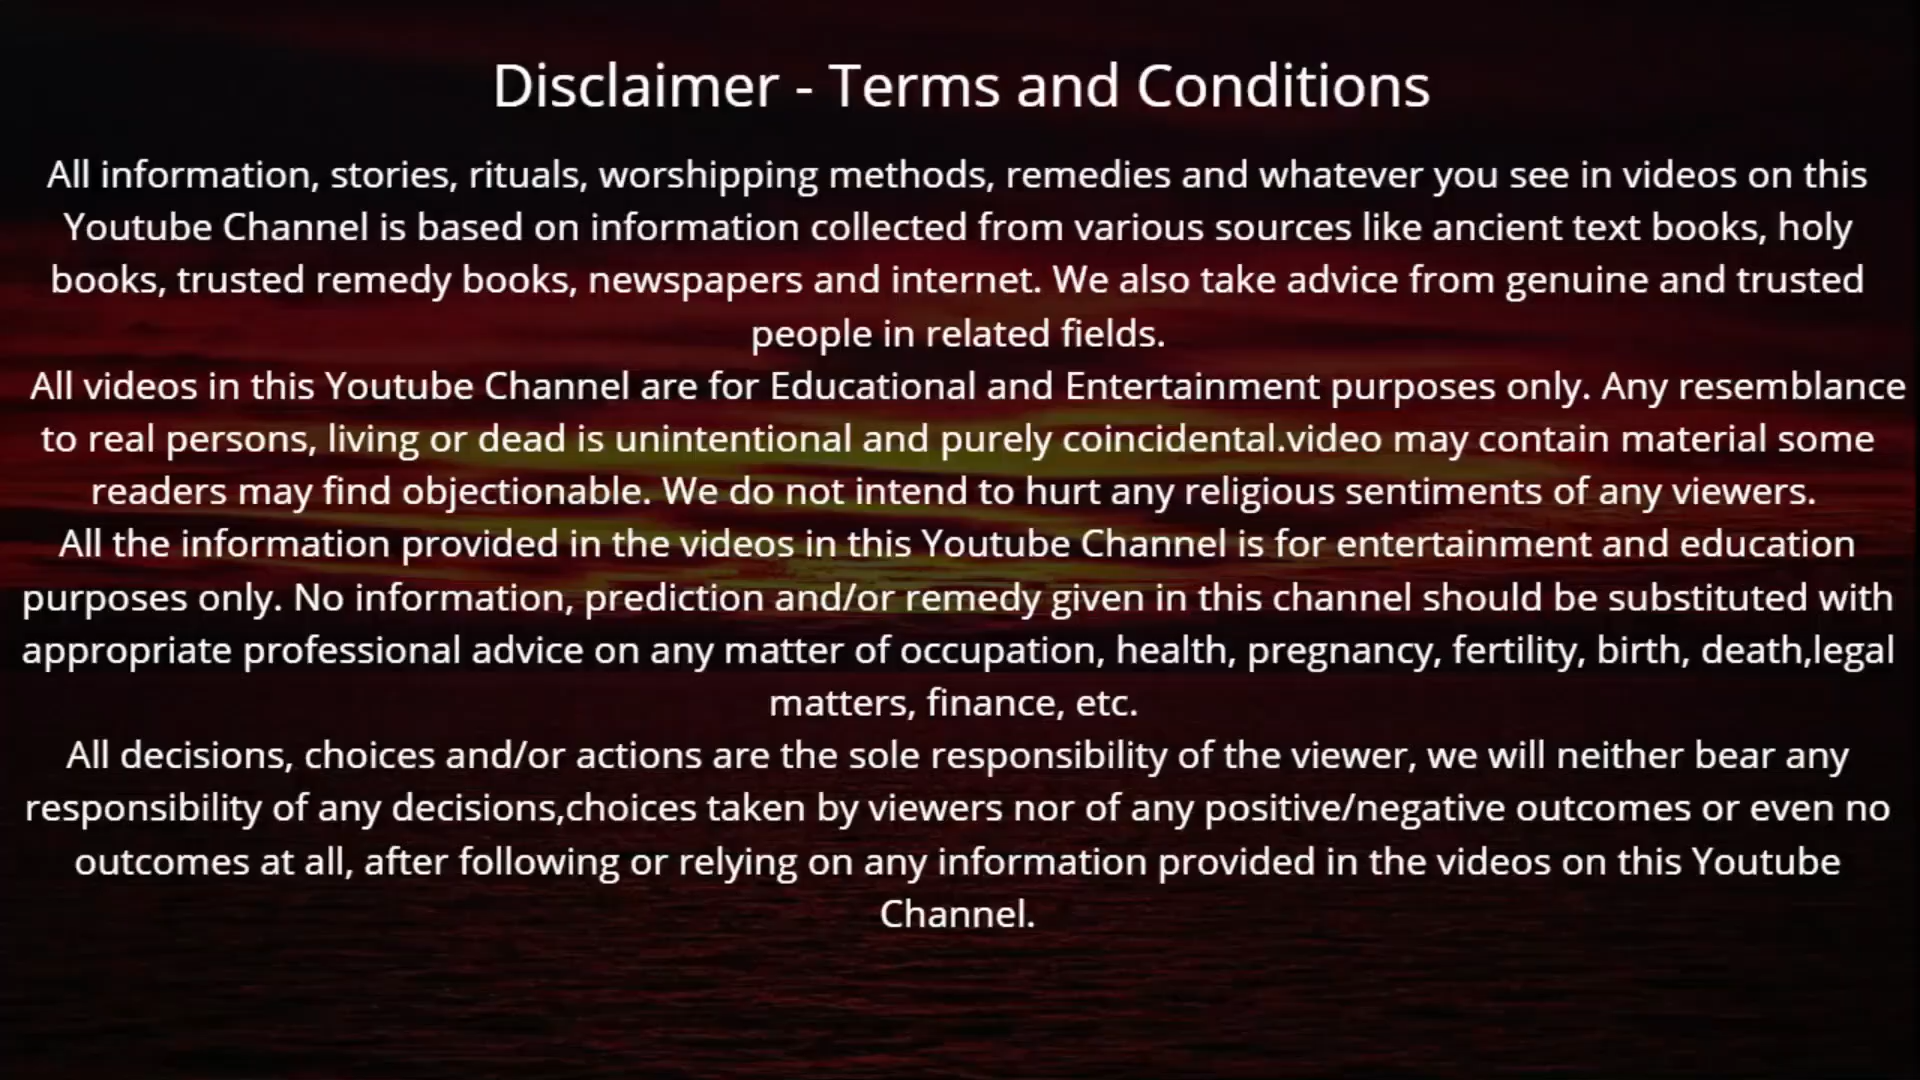 Disclaimer - Terms and Conditions
All information, stories, rituals, worshipping methods, remedies and whatever you see in videos on this
Youtube Channel is based on information collected from various sources like ancient text books, holy
books, trusted remedy books, newspapers and internet. We also take advice from genuine and trusted
people in related fields.
All videos in this Youtube Channel are for Educational and Entertainment purposes only. Any resemblance
to real persons, living or dead is unintentional and purely coincidental.video may contain material some
readers may find objectionable. We do not intend to hurt any religious sentiments of any viewers.
All the information provided in the videos in this Youtube Channel is for entertainment and education
purposes only. No information, prediction and/or remedy given in this channel should be substituted with
appropriate professional advice on any matter of occupation, health, pregnancy, fertility, birth, death,legal
matters, finance, etc.
All decisions, choices and/or actions are the sole responsibility of the viewer, we will neither bear any
responsibility of any decisions,choices taken by viewers nor of any positive/negative outcomes or even no
outcomes at all, after following or relying on any information provided in the videos on this Youtube
Channel.